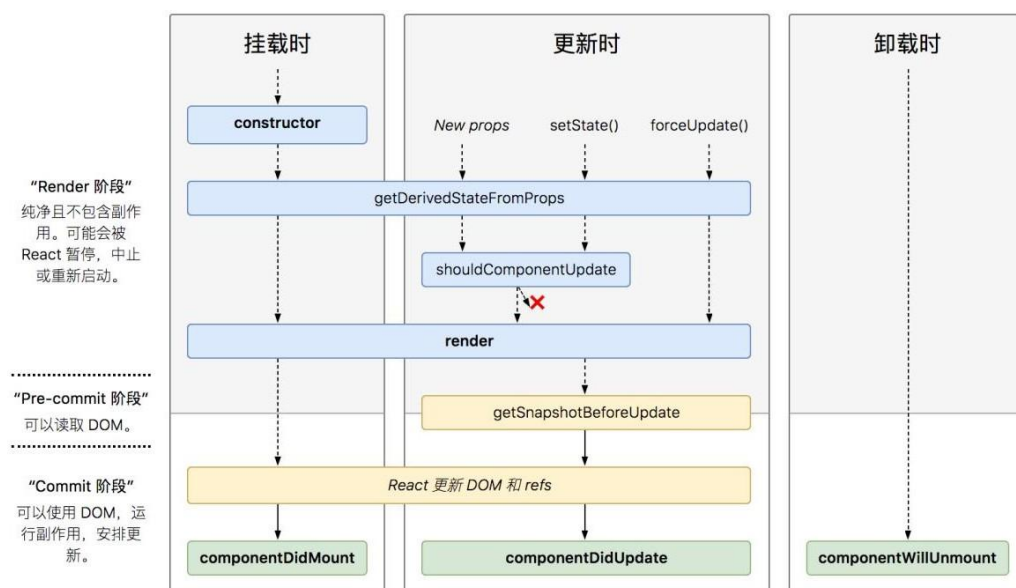 挂载时
更新时
卸载时
constructor
New props
setState()
forceUpdate()
“Render 阶段”
纯净且不包含副作
用。可能会被
React 暂停，中止
或重新启动。
getDerivedStateFromProps
shouldComponentUpdate
render
“Pre-commit 阶段”
可以读取 DOM。
getSnapshotBeforeUpdate
“Commit 阶段”
可以使用 DOM，运
行副作用，安排更
新。
React 更新 DOM 和 refs
componentDidMount
componentDidUpdate
componentWillUnmount